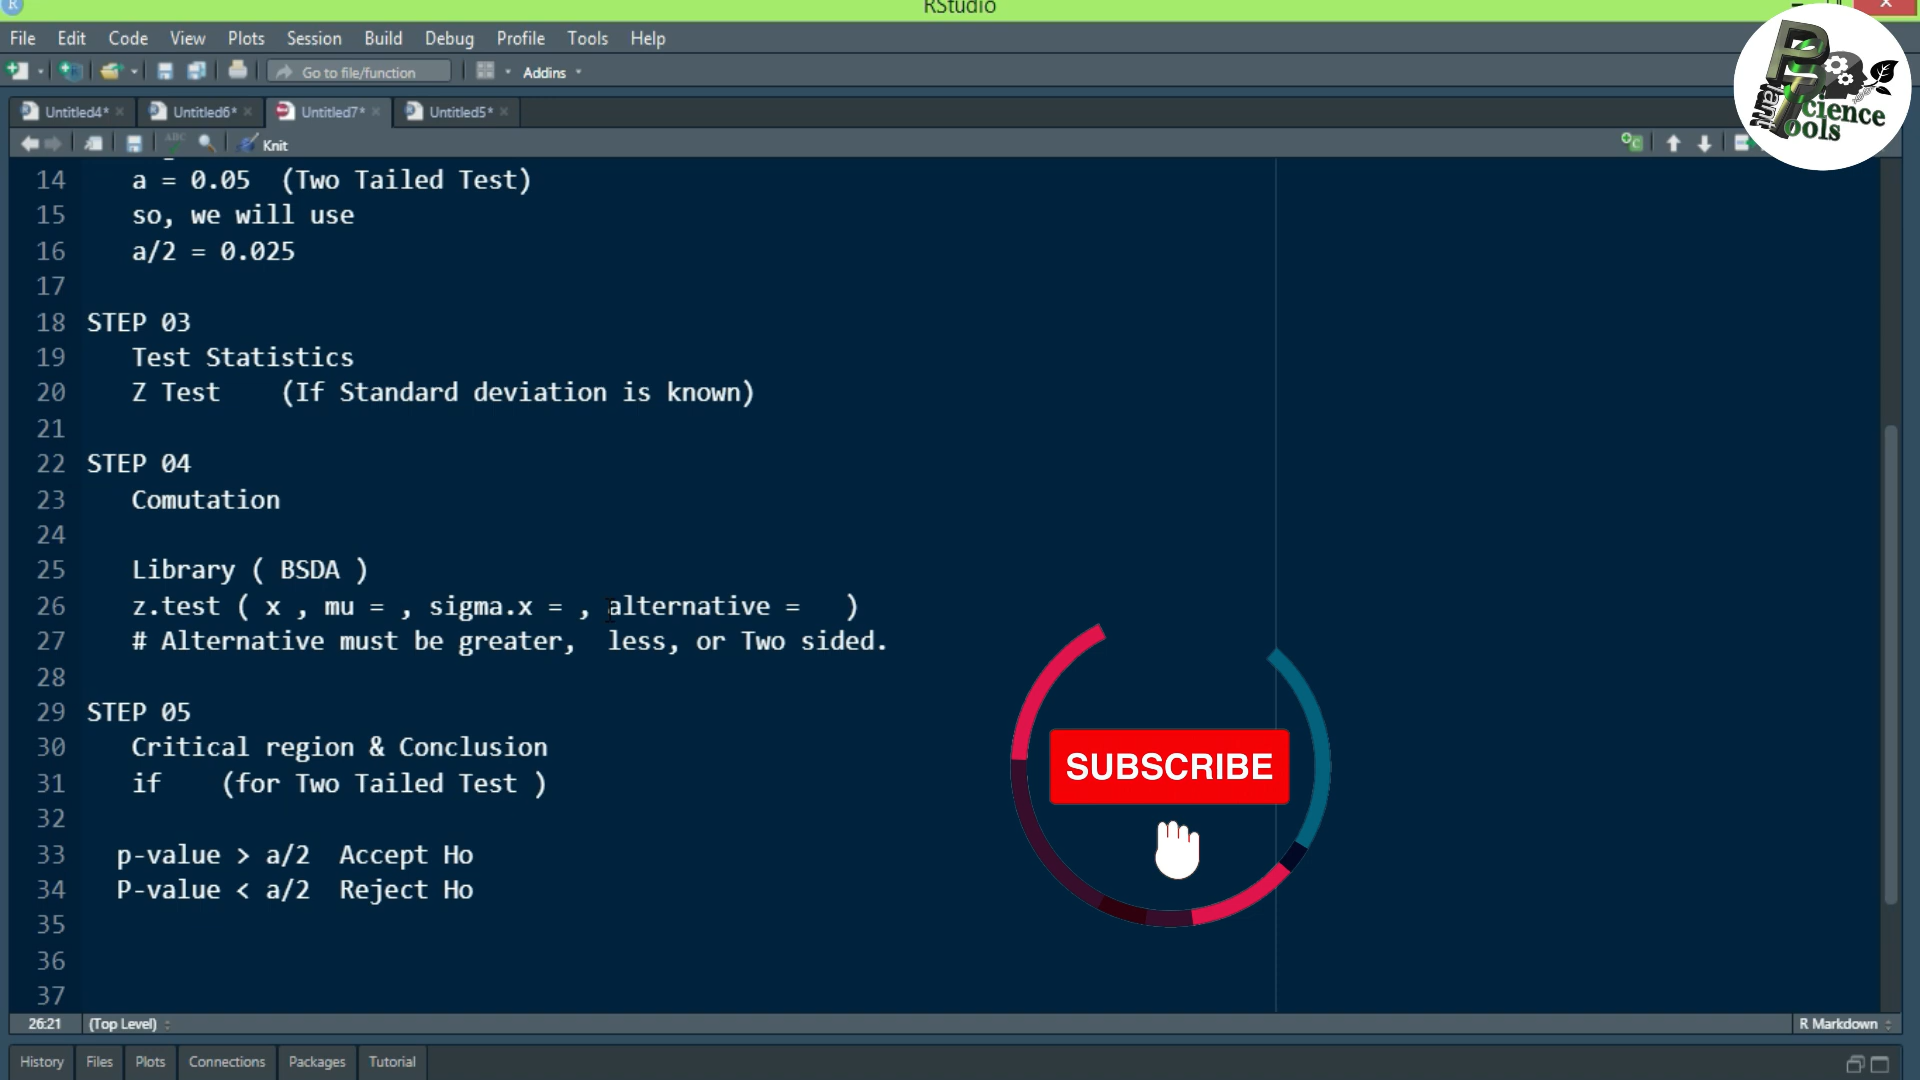 RStudio
File Edit Code View Plots Session Build Debug Profile Tools Help
Go to file/function Addins
Untitled4* Untitled6* Untitled7* Untitled5*
ABC Knit
Plant Science Tools
14 a = 0.05 (Two Tailed Test)
15 so, we will use
16 a/2 = 0.025
17
18 STEP 03
19 Test Statistics
20 Z Test (If Standard deviation is known)
21
22 STEP 04
23 Comutation
24
25 Library ( BSDA )
26 z.test ( x , mu = , sigma.x = , alternative = )
27 # Alternative must be greater, less, or Two sided.
28
29 STEP 05
30 Critical region & Conclusion
31 if (for Two Tailed Test )
32
33 p-value > a/2 Accept Ho
34 P-value < a/2 Reject Ho
35
36
37
SUBSCRIBE
26:21 (Top Level) R Markdown
History Files Plots Connections Packages Tutorial